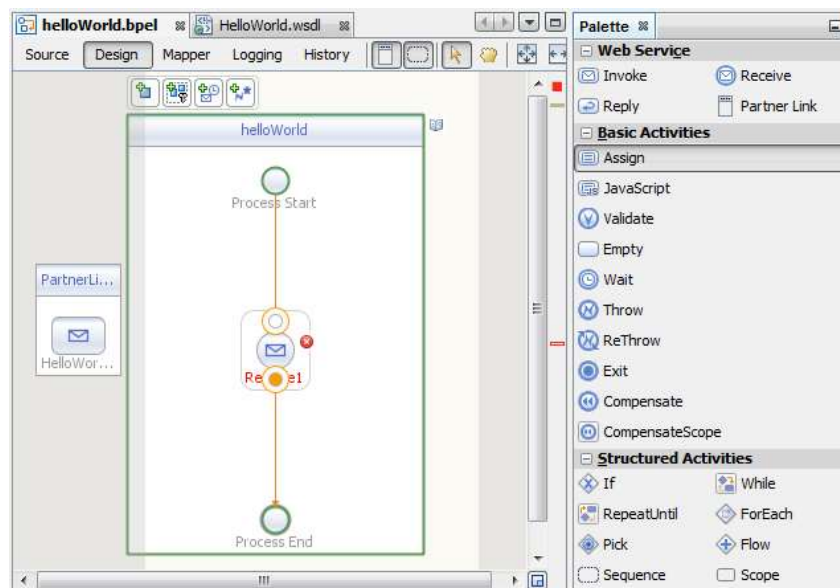 helloWorld.bpel HelloWorld.wsdl
Source Design Mapper Logging History
helloWorld
Process Start
PartnerLi...
HelloWor...
Process End
Palette
Web Service
Invoke Receive
Reply Partner Link
Basic Activities
Assign
JavaScript
Validate
Empty
Wait
Throw
ReThrow
Exit
Compensate
CompensateScope
Structured Activities
If While
RepeatUntil ForEach
Pick Flow
Sequence Scope